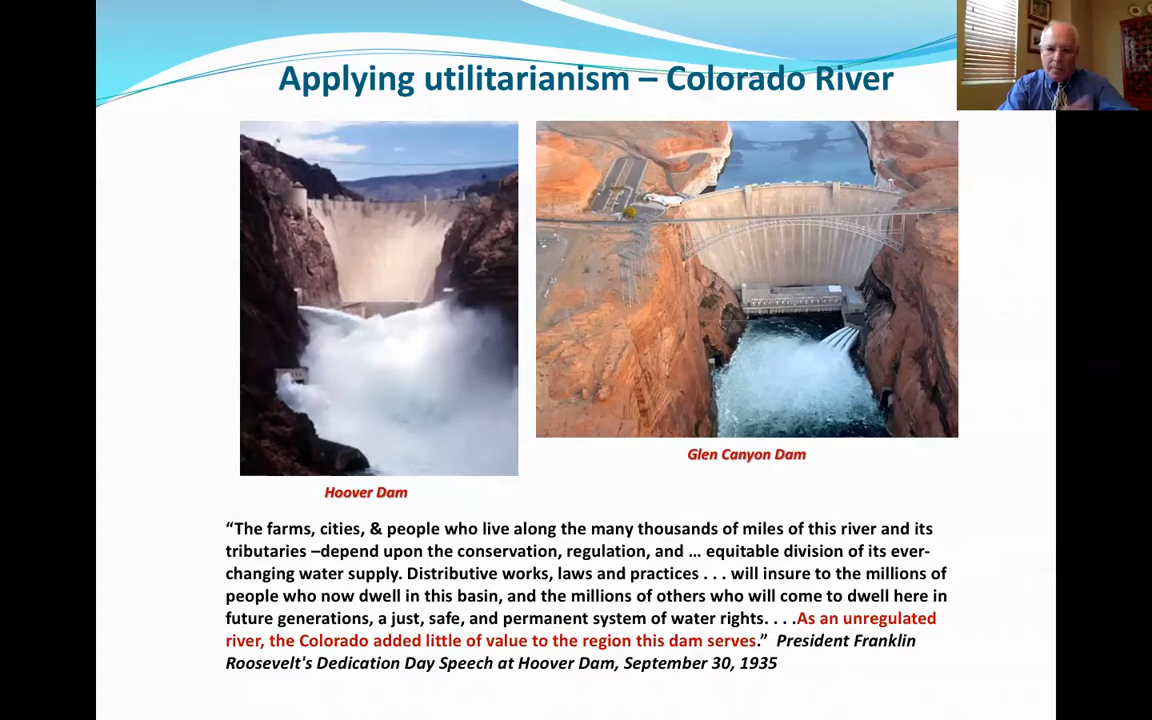 Applying utilitarianism – Colorado River
Glen Canyon Dam
Hoover Dam
“The farms, cities, & people who live along the many thousands of miles of this river and its
tributaries –depend upon the conservation, regulation, and … equitable division of its ever-
changing water supply. Distributive works, laws and practices . . . will insure to the millions of
people who now dwell in this basin, and the millions of others who will come to dwell here in
future generations, a just, safe, and permanent system of water rights. . . .As an unregulated
river, the Colorado added little of value to the region this dam serves.” President Franklin
Roosevelt's Dedication Day Speech at Hoover Dam, September 30, 1935